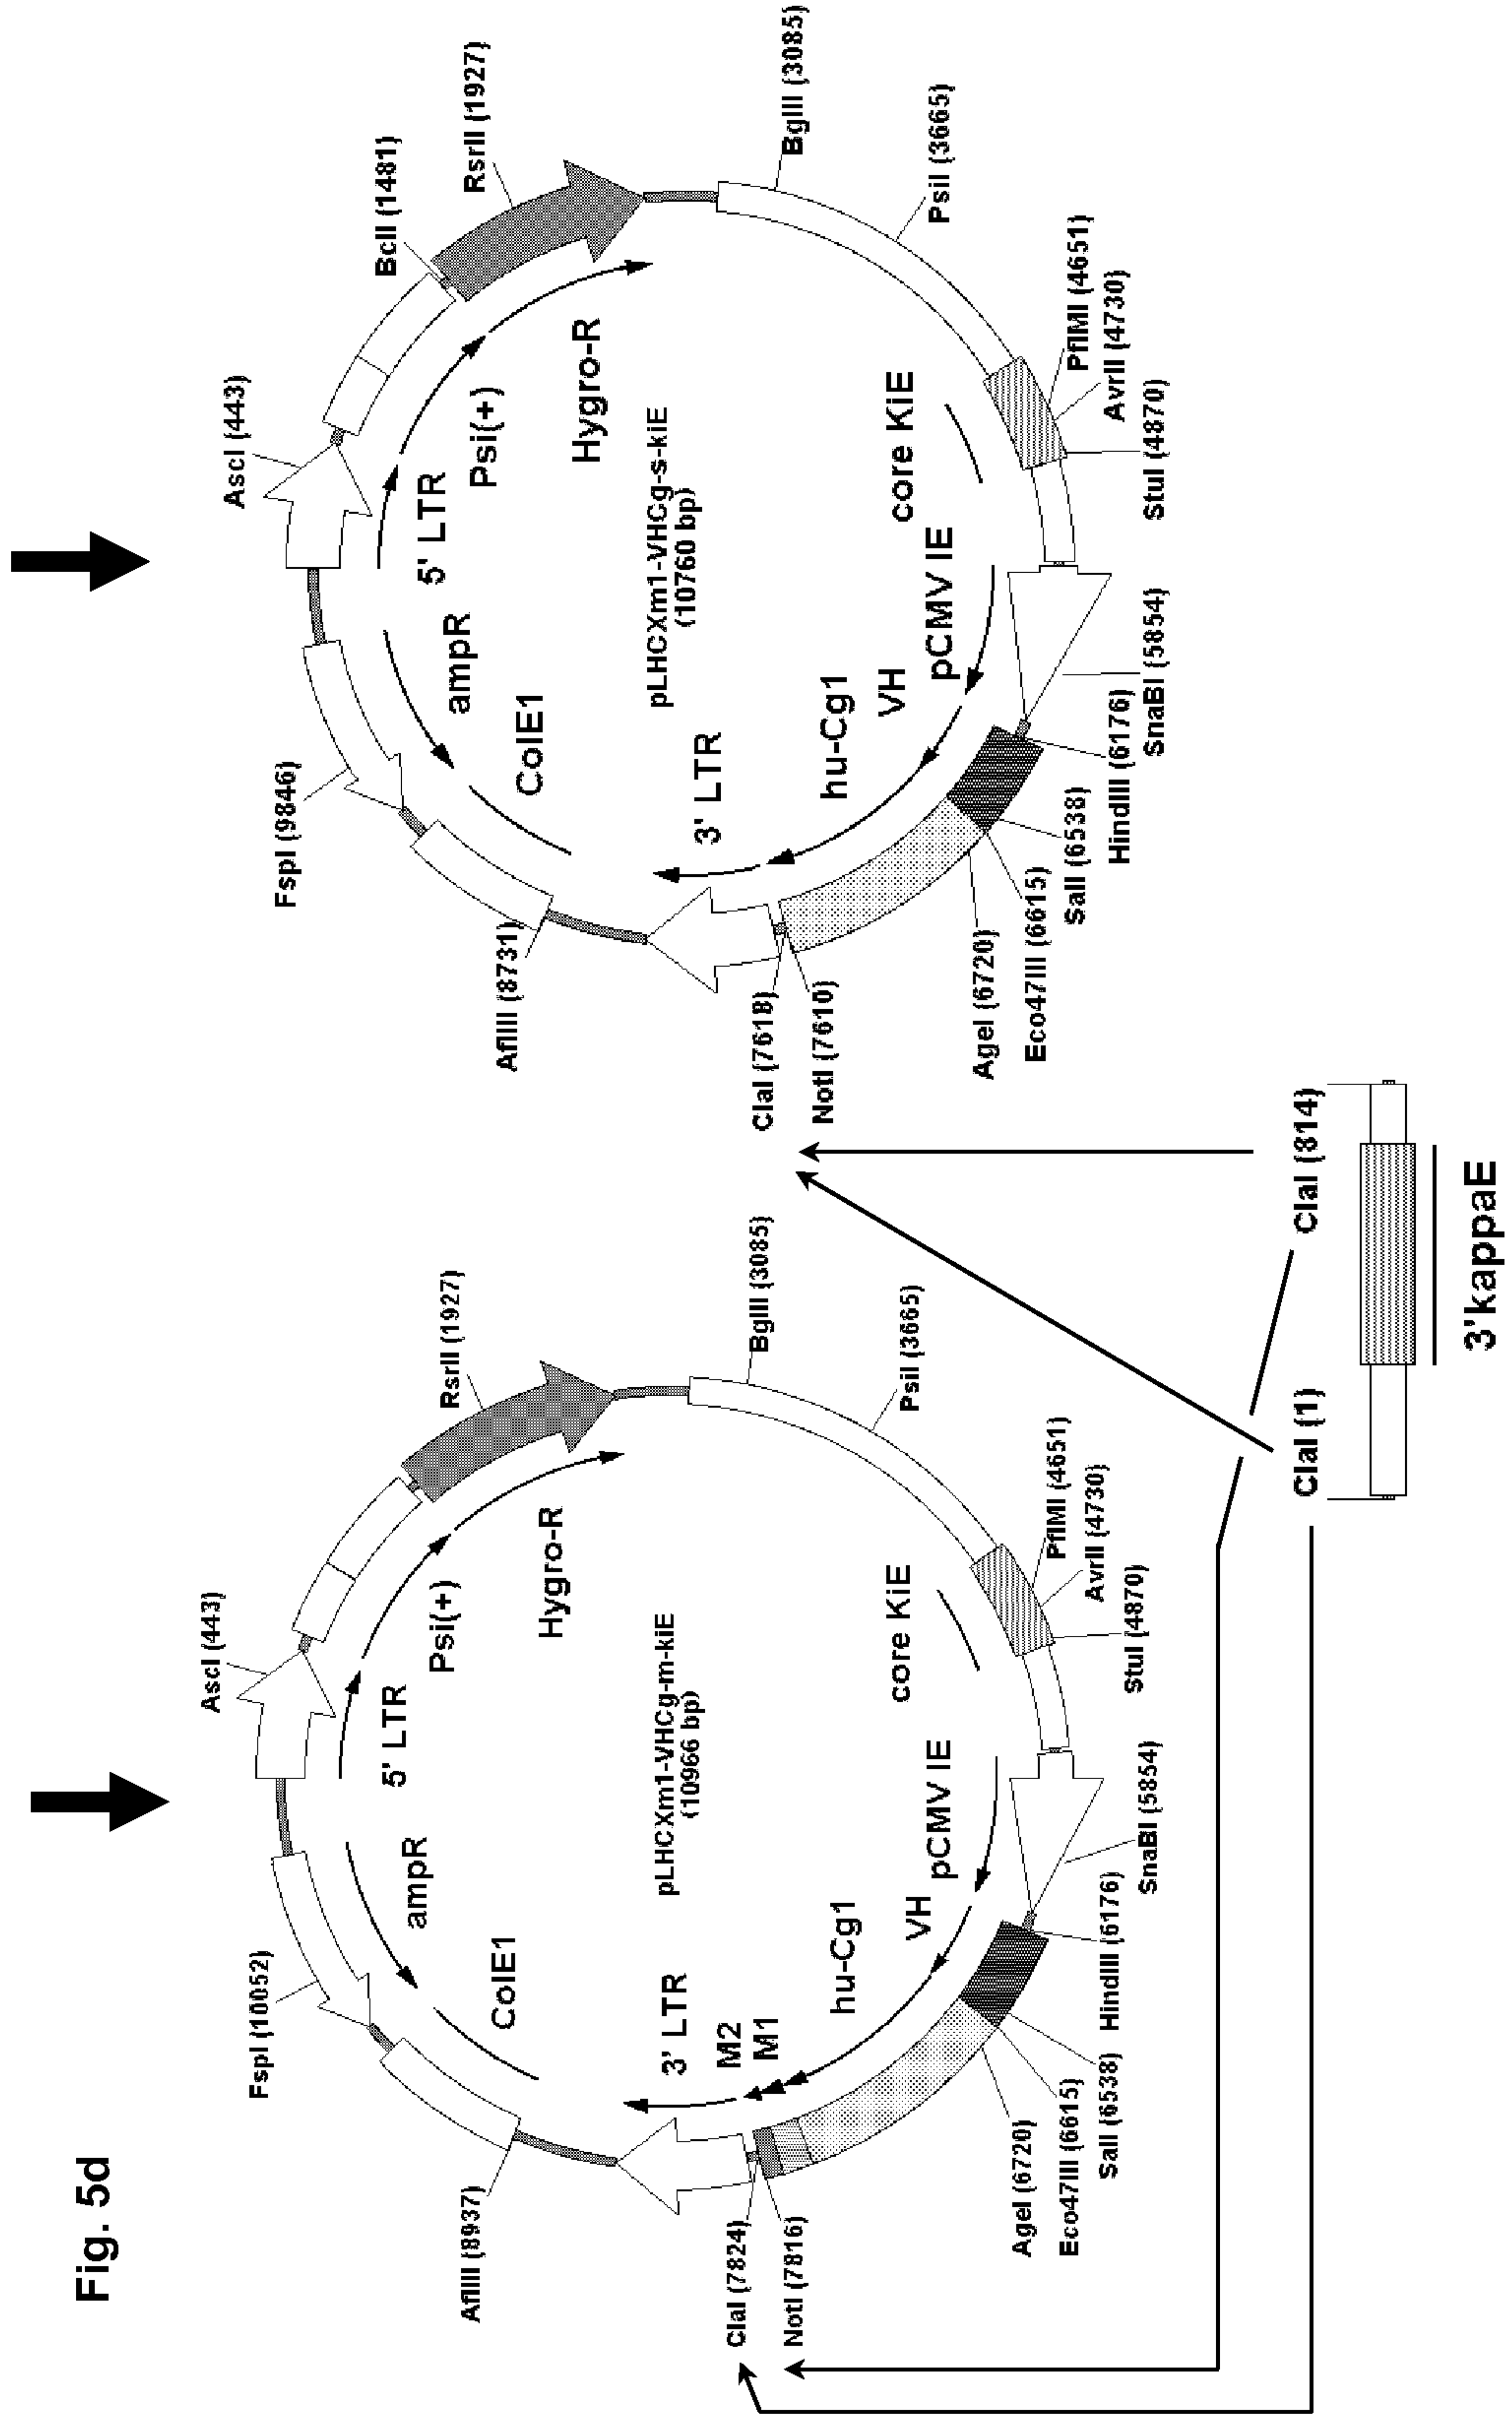 Fig. 5d
AscI (443)
RsrII (1927)
BglII (3085)
PsiI (3665)
PflMI (4651)
AvrII (4730)
StuI (4870)
SnaBI (5854)
HindIII (6176)
SalI (6538)
Eco47III (6615)
AgeI (6720)
NotI (7816)
ClaI (7824)
AflIII (8937)
FspI (10052)
5' LTR
Psi(+)
Hygro-R
core KiE
pCMV IE
VH
hu-Cg1
M1
M2
3' LTR
ColE1
ampR
pLHCXm1-VHCg-m-kiE
(10966 bp)
AscI (443)
BclI (1481)
RsrII (1927)
BglII (3085)
PsiI (3665)
PflMI (4651)
AvrII (4730)
StuI (4870)
SnaBI (5854)
HindIII (6176)
SalI (6538)
Eco47III (6615)
AgeI (6720)
NotI (7610)
ClaI (7618)
AflIII (8731)
FspI (9846)
5' LTR
Psi(+)
Hygro-R
core KiE
pCMV IE
VH
hu-Cg1
3' LTR
ColE1
ampR
pLHCXm1-VHCg-s-kiE
(10760 bp)
ClaI (1)
ClaI (814)
3'kappaE